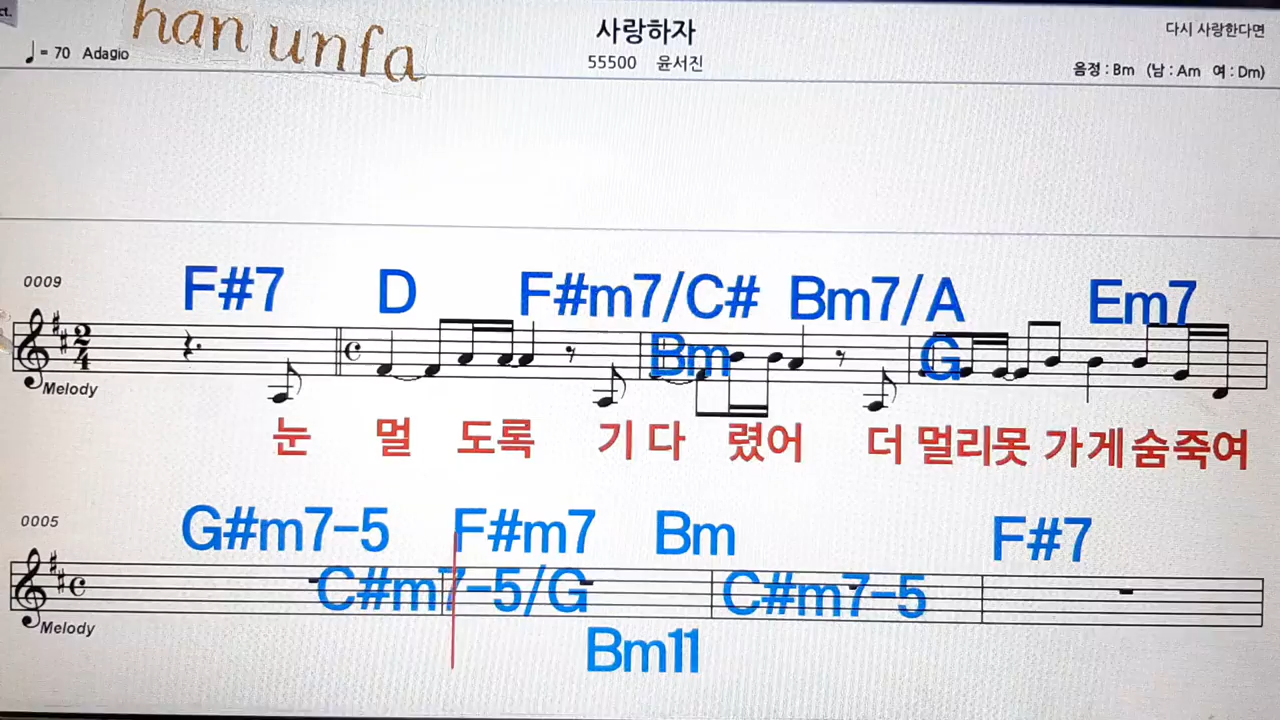 ct.
han unfa
사랑하자
다시 사랑한다면
♩= 70 Adagio
55500 윤서진
음정 : Bm (남 : Am 여 : Dm)
0009
F#7 D F#m7/C# Bm7/A Em7
Bm G
2
4
Melody
눈 멀 도록 기 다 렸어 더 멀리못 가게 숨죽여
0005
G#m7-5 F#m7 Bm F#7
C#m7-5/G C#m7-5
Melody
Bm11